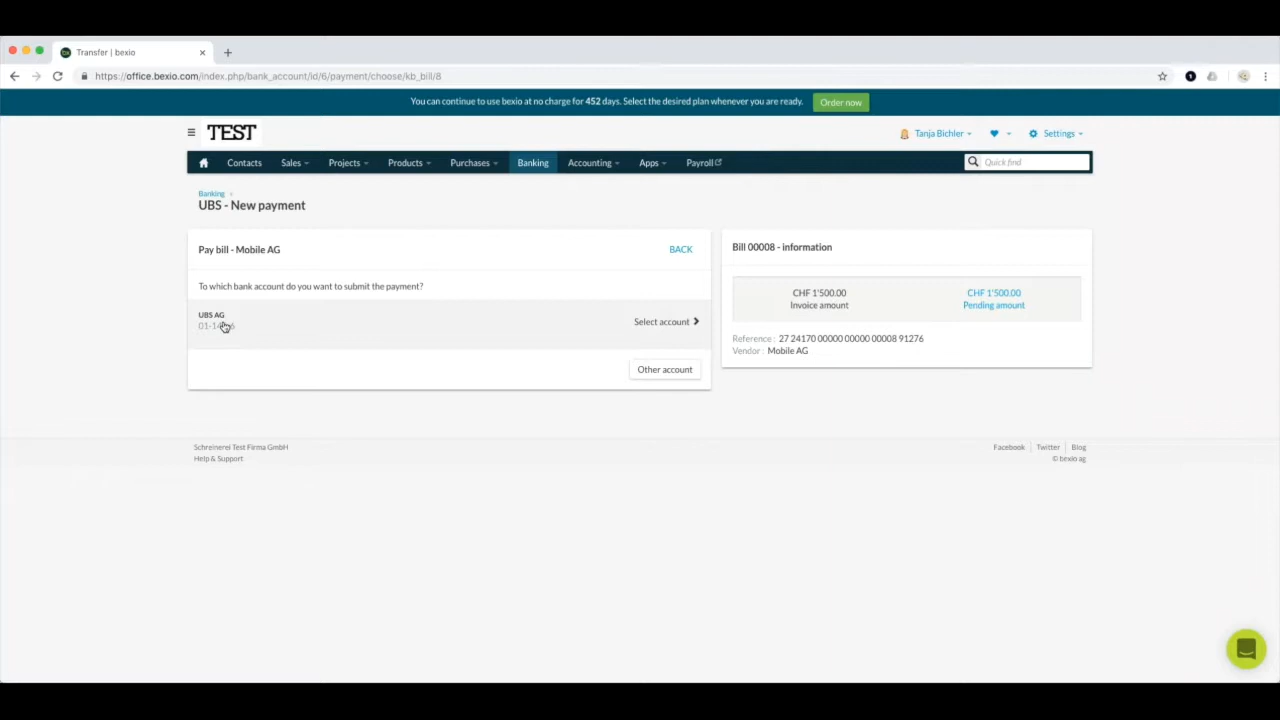 Transfer | bexio
https://office.bexio.com/index.php/bank_account/id/6/payment/choose/kb_bill/8
You can continue to use bexio at no charge for 452 days. Select the desired plan whenever you are ready. Order now
TEST
Tanja Bichler
Settings
Contacts Sales Projects Products Purchases Banking Accounting Apps Payroll Quick find
Banking
UBS - New payment
Pay bill - Mobile AG BACK
To which bank account do you want to submit the payment?
UBS AG
Select account
Other account
Bill 00008 - information
CHF 1'500.00 CHF 1'500.00
Invoice amount Pending amount
Reference : 27 24170 00000 00000 00008 91276
Vendor : Mobile AG
Schreinerei Test Firma GmbH Facebook Twitter Blog
Help & Support © bexio ag